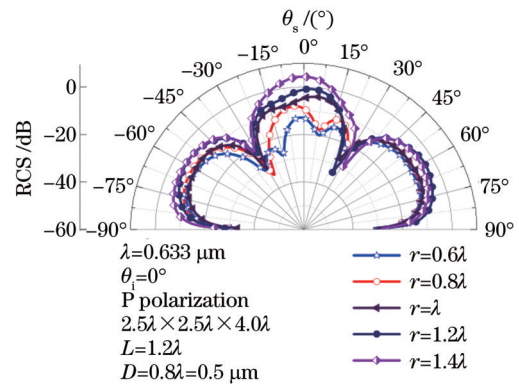 θs /(°)
0°
−15°
15°
−30°
30°
−45°
45°
−60°
60°
−75°
75°
−90°
90°
RCS /dB
0
−20
−40
−60
λ=0.633 μm
θi=0°
P polarization
2.5λ×2.5λ×4.0λ
L=1.2λ
D=0.8λ=0.5 μm
r=0.6λ
r=0.8λ
r=λ
r=1.2λ
r=1.4λ